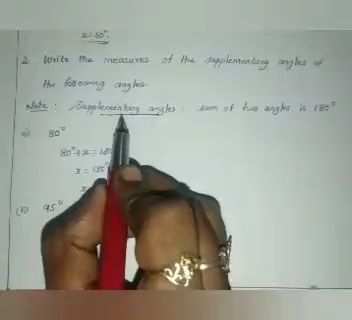 x = 60°.
2. Write the measures of the supplementary angles of
the following angles.
Note : Supplementary angles - sum of two angles is 180°
i) 80°
80° + x = 180
x = 180°
x
(ii) 95°